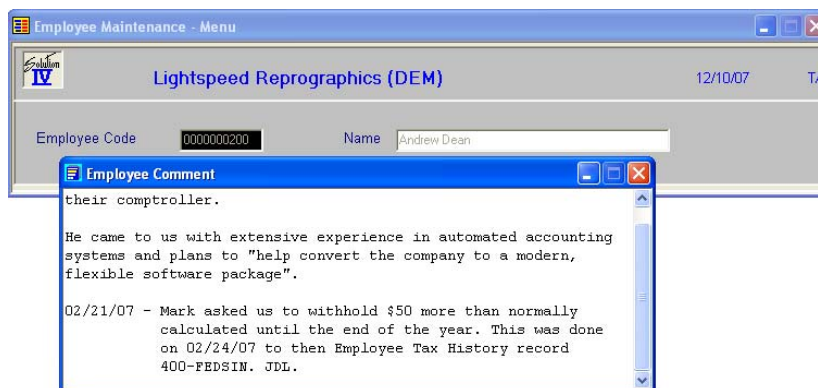 Employee Maintenance - Menu
Solution
IV
Lightspeed Reprographics (DEM)
12/10/07
Employee Code
0000000200
Name
Andrew Dean
Employee Comment
their comptroller.
He came to us with extensive experience in automated accounting
systems and plans to "help convert the company to a modern,
flexible software package".
02/21/07 - Mark asked us to withhold $50 more than normally
calculated until the end of the year. This was done
on 02/24/07 to then Employee Tax History record
400-FEDSIN. JDL.